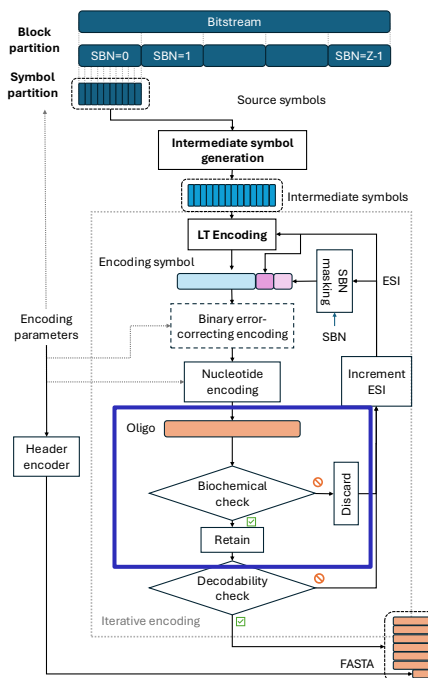 Bitstream
Block
partition
SBN=0
SBN=1
SBN=Z-1
Symbol
partition
Source symbols
Intermediate symbol
generation
Intermediate symbols
LT Encoding
Encoding symbol
SBN
masking
ESI
SBN
Binary error-
correcting encoding
Encoding
parameters
Nucleotide
encoding
Increment
ESI
Oligo
Header
encoder
Biochemical
check
Discard
Retain
Decodability
check
Iterative encoding
FASTA